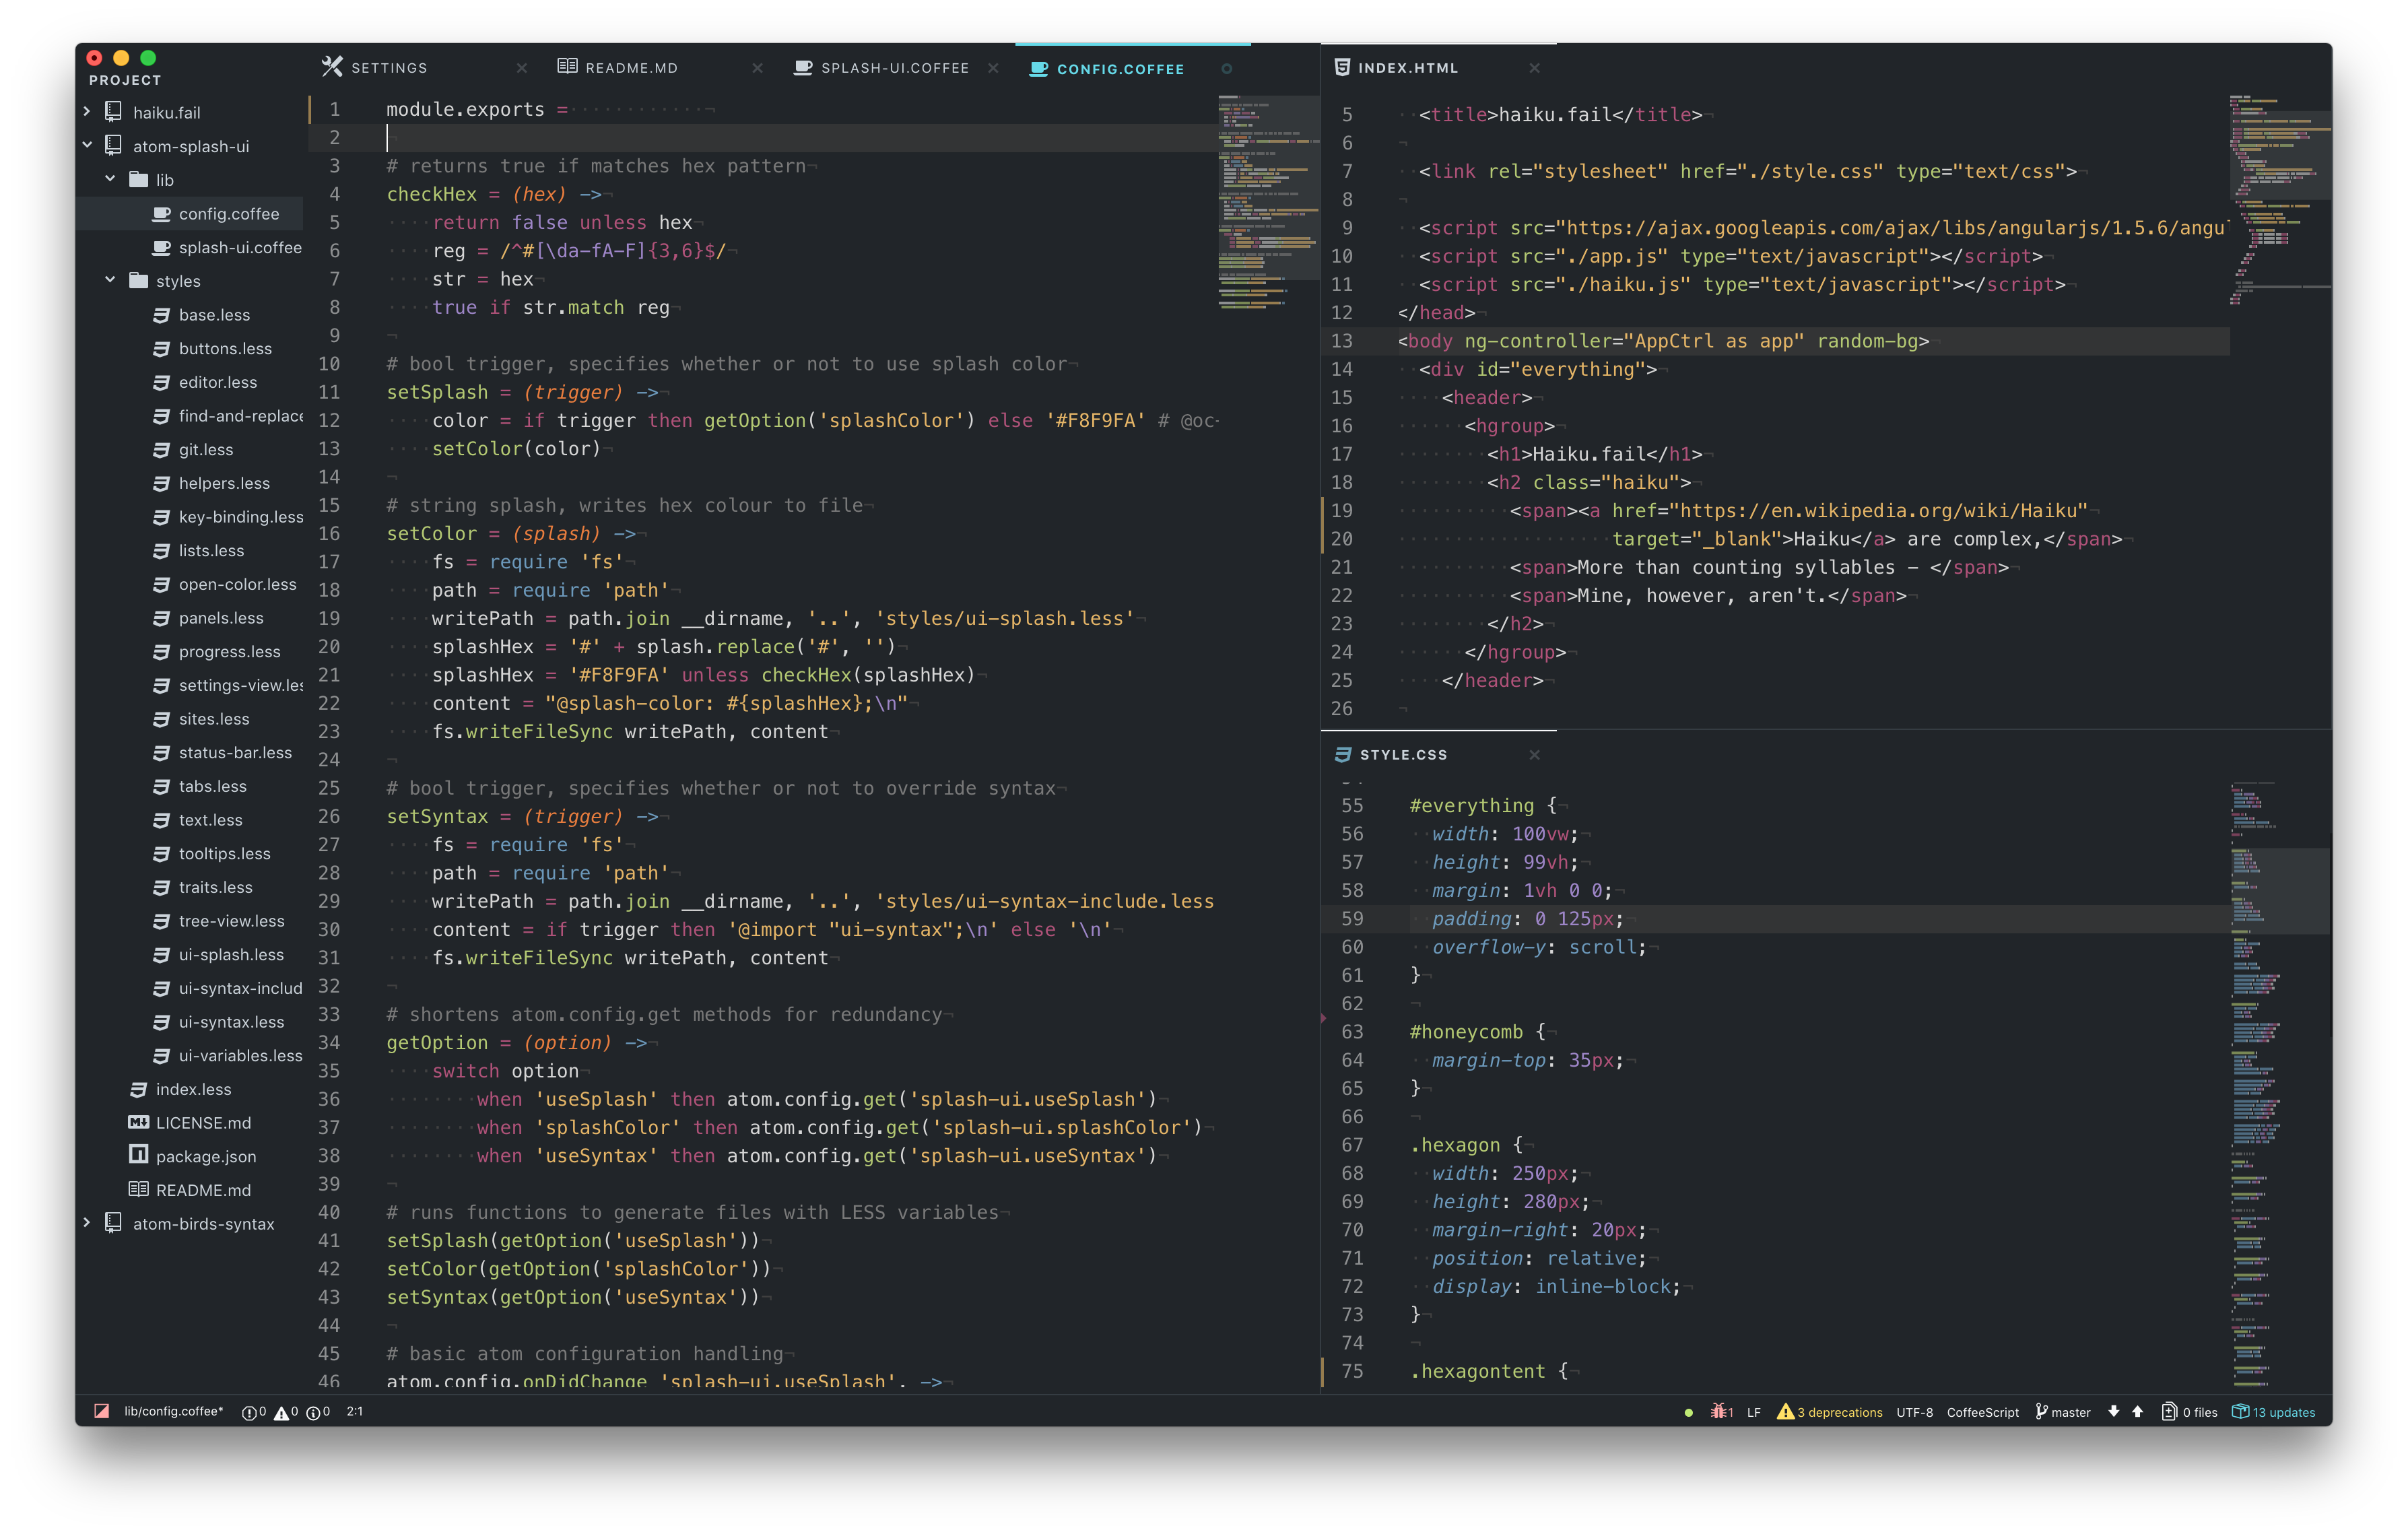 PROJECT
haiku.fail
atom-splash-ui
lib
config.coffee
splash-ui.coffee
styles
base.less
buttons.less
editor.less
find-and-replace
git.less
helpers.less
key-binding.less
lists.less
open-color.less
panels.less
progress.less
settings-view.les
sites.less
status-bar.less
tabs.less
text.less
tooltips.less
traits.less
tree-view.less
ui-splash.less
ui-syntax-includ
ui-syntax.less
ui-variables.less
index.less
LICENSE.md
package.json
README.md
atom-birds-syntax
SETTINGS
README.MD
SPLASH-UI.COFFEE
CONFIG.COFFEE
1 module.exports =
2
3 # returns true if matches hex pattern
4 checkHex = (hex) ->
5 return false unless hex
6 reg = /^#[\da-fA-F]{3,6}$/
7 str = hex
8 true if str.match reg
9
10 # bool trigger, specifies whether or not to use splash color
11 setSplash = (trigger) ->
12 color = if trigger then getOption('splashColor') else '#F8F9FA' # @oc-
13 setColor(color)
14
15 # string splash, writes hex colour to file
16 setColor = (splash) ->
17 fs = require 'fs'
18 path = require 'path'
19 writePath = path.join __dirname, '..', 'styles/ui-splash.less'
20 splashHex = '#' + splash.replace('#', '')
21 splashHex = '#F8F9FA' unless checkHex(splashHex)
22 content = "@splash-color: #{splashHex};\n"
23 fs.writeFileSync writePath, content
24
25 # bool trigger, specifies whether or not to override syntax
26 setSyntax = (trigger) ->
27 fs = require 'fs'
28 path = require 'path'
29 writePath = path.join __dirname, '..', 'styles/ui-syntax-include.less
30 content = if trigger then '@import "ui-syntax";\n' else '\n'
31 fs.writeFileSync writePath, content
32
33 # shortens atom.config.get methods for redundancy
34 getOption = (option) ->
35 switch option
36 when 'useSplash' then atom.config.get('splash-ui.useSplash')
37 when 'splashColor' then atom.config.get('splash-ui.splashColor')
38 when 'useSyntax' then atom.config.get('splash-ui.useSyntax')
39
40 # runs functions to generate files with LESS variables
41 setSplash(getOption('useSplash'))
42 setColor(getOption('splashColor'))
43 setSyntax(getOption('useSyntax'))
44
45 # basic atom configuration handling
46 atom.config.onDidChange 'splash-ui.useSplash', ->
INDEX.HTML
5 <title>haiku.fail</title>
6
7 <link rel="stylesheet" href="./style.css" type="text/css">
8
9 <script src="https://ajax.googleapis.com/ajax/libs/angularjs/1.5.6/angu
10 <script src="./app.js" type="text/javascript"></script>
11 <script src="./haiku.js" type="text/javascript"></script>
12 </head>
13 <body ng-controller="AppCtrl as app" random-bg>
14 <div id="everything">
15 <header>
16 <hgroup>
17 <h1>Haiku.fail</h1>
18 <h2 class="haiku">
19 <span><a href="https://en.wikipedia.org/wiki/Haiku"
20 target="_blank">Haiku</a> are complex,</span>
21 <span>More than counting syllables - </span>
22 <span>Mine, however, aren't.</span>
23 </h2>
24 </hgroup>
25 </header>
26
STYLE.CSS
55 #everything {
56 width: 100vw;
57 height: 99vh;
58 margin: 1vh 0 0;
59 padding: 0 125px;
60 overflow-y: scroll;
61 }
62
63 #honeycomb {
64 margin-top: 35px;
65 }
66
67 .hexagon {
68 width: 250px;
69 height: 280px;
70 margin-right: 20px;
71 position: relative;
72 display: inline-block;
73 }
74
75 .hexagontent {
lib/config.coffee* 0 0 0 2:1
1 LF 3 deprecations UTF-8 CoffeeScript master 0 files 13 updates